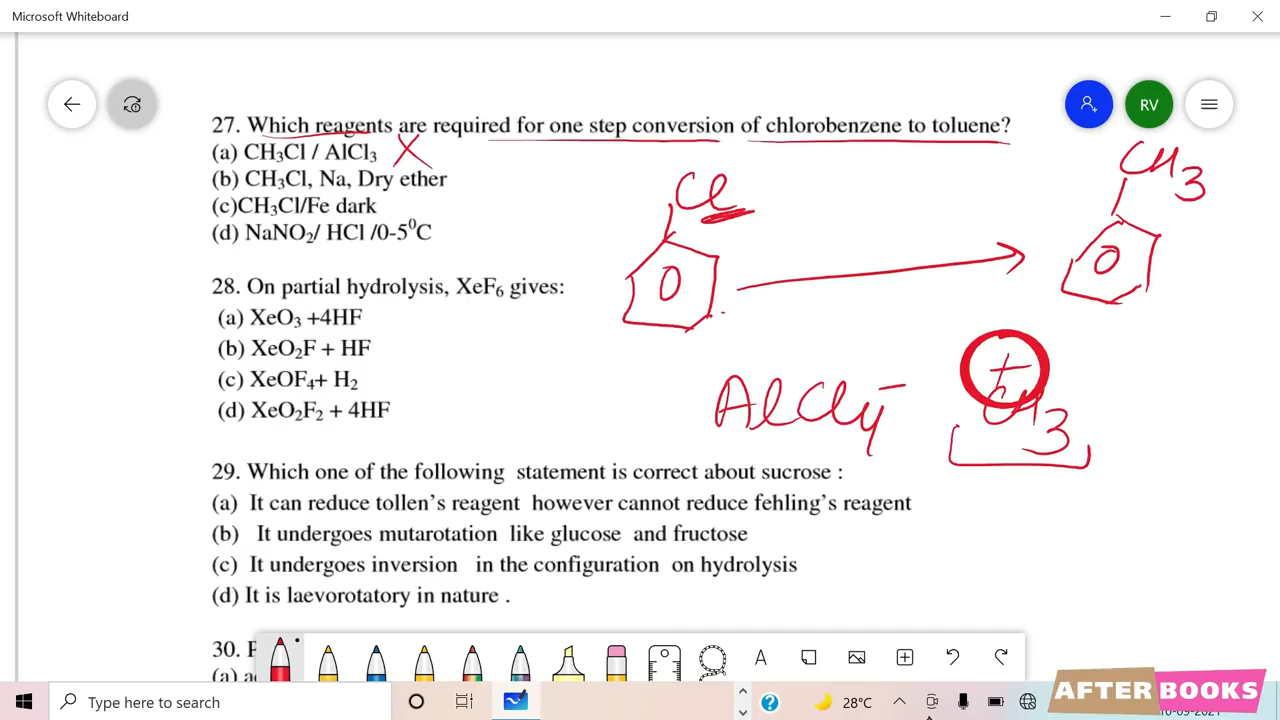 Microsoft Whiteboard
RV
27. Which reagents are required for one step conversion of chlorobenzene to toluene?
(a) CH₃Cl / AlCl₃ X
(b) CH₃Cl, Na, Dry ether
(c)CH₃Cl/Fe dark
(d) NaNO₂/ HCl /0-5⁰C
Cl
CH3
28. On partial hydrolysis, XeF₆ gives:
(a) XeO₃ +4HF
(b) XeO₂F + HF
(c) XeOF₄+ H₂
(d) XeO₂F₂ + 4HF
AlCl4⁻
+
CH3
29. Which one of the following statement is correct about sucrose :
(a) It can reduce tollen's reagent however cannot reduce fehling's reagent
(b) It undergoes mutarotation like glucose and fructose
(c) It undergoes inversion in the configuration on hydrolysis
(d) It is laevorotatory in nature .
30.
A
AFTER BOOKS
Type here to search
28°C